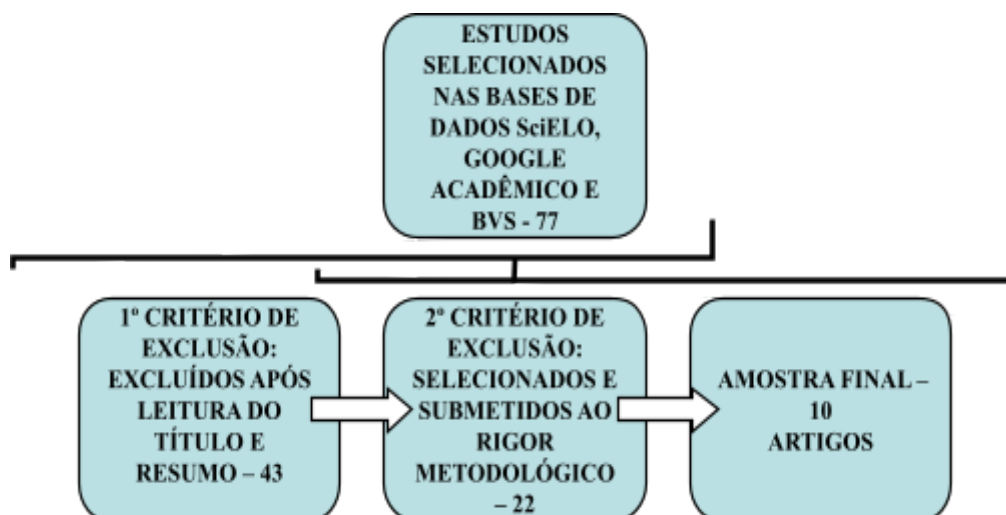 ESTUDOS
SELECIONADOS
NAS BASES DE
DADOS SciELO,
GOOGLE
ACADÊMICO E
BVS - 77
1º CRITÉRIO DE
EXCLUSÃO:
EXCLUÍDOS APÓS
LEITURA DO
TÍTULO E
RESUMO – 43
2º CRITÉRIO DE
EXCLUSÃO:
SELECIONADOS E
SUBMETIDOS AO
RIGOR
METODOLÓGICO
– 22
AMOSTRA FINAL –
10
ARTIGOS